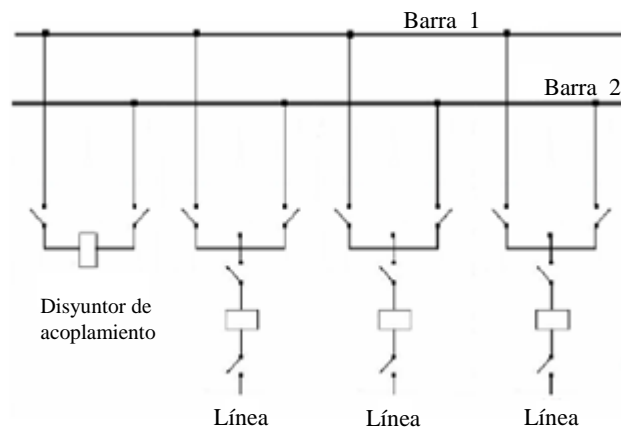 Barra 1
Barra 2
Disyuntor de
acoplamiento
Línea
Línea
Línea